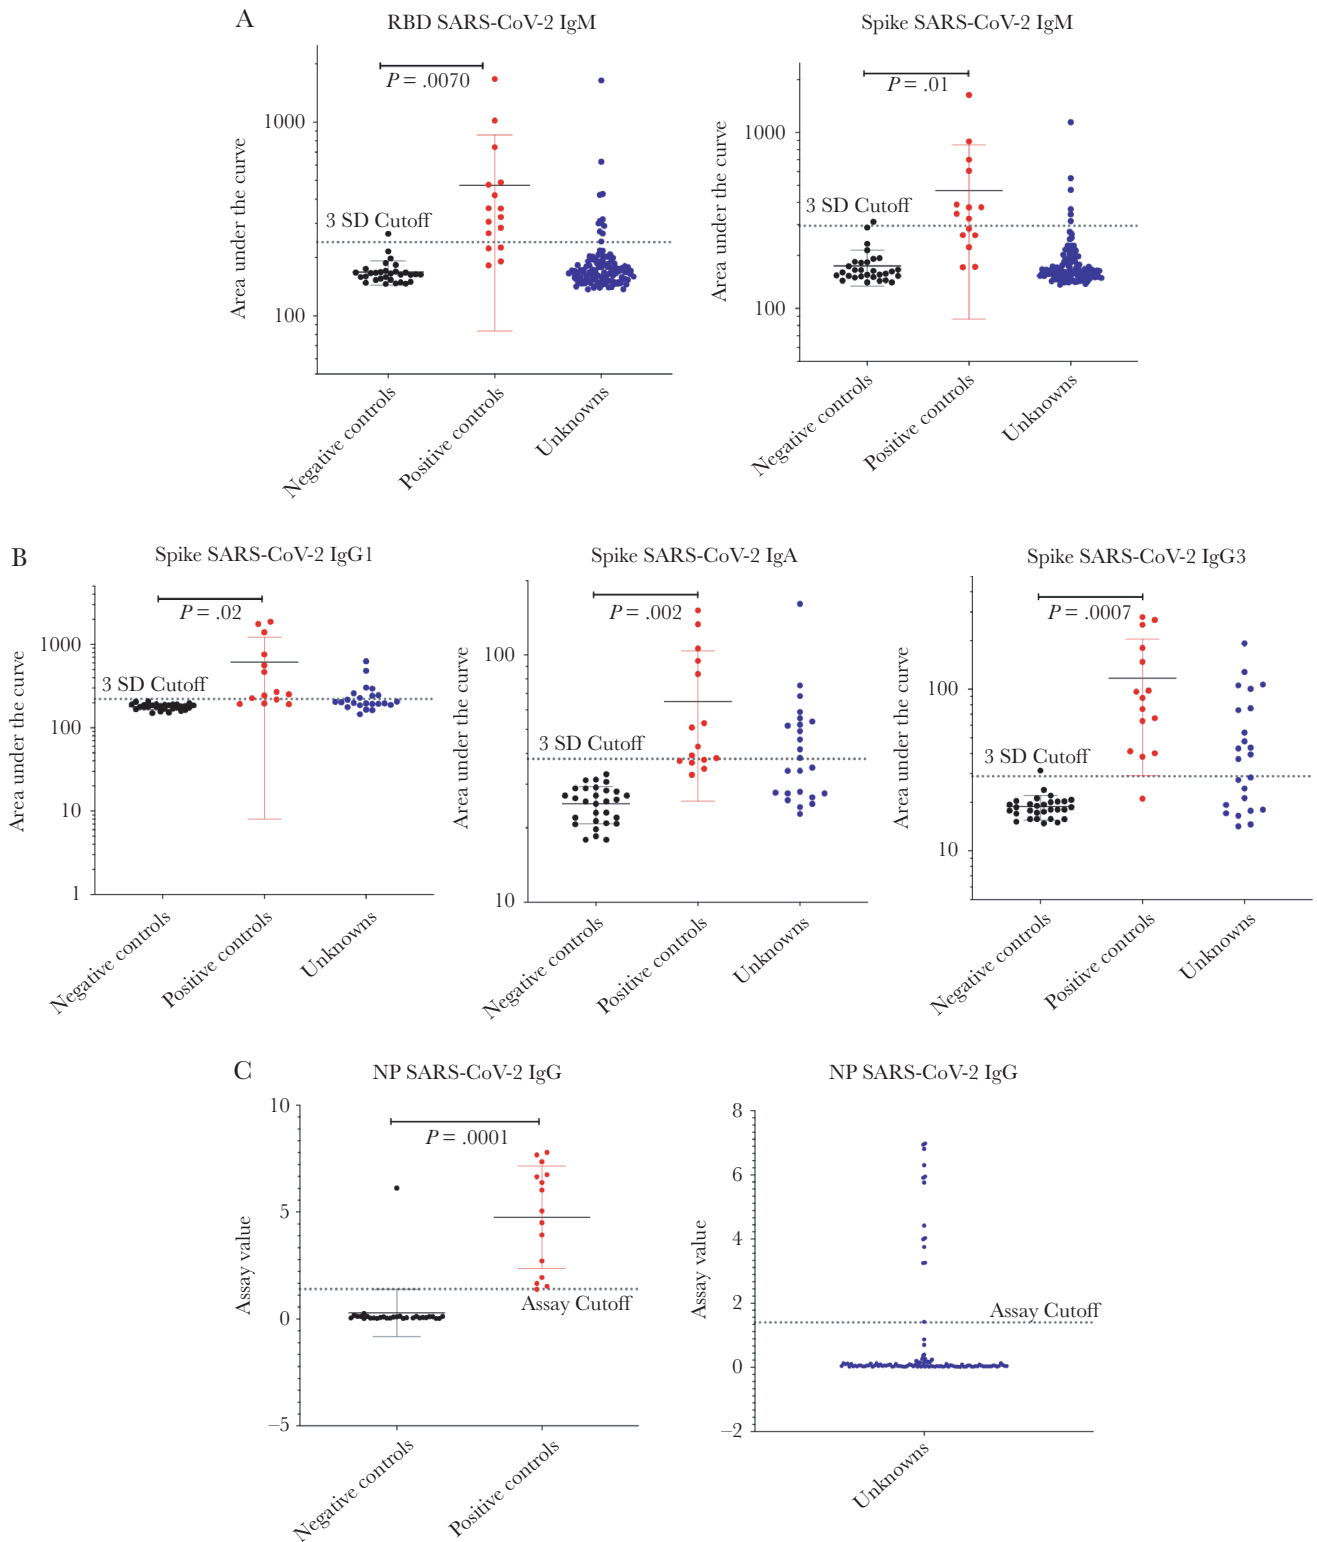 A
RBD SARS-CoV-2 IgM
Spike SARS-CoV-2 IgM
P = .0070
P = .01
1000
1000
Area under the curve
Area under the curve
3 SD Cutoff
3 SD Cutoff
100
100
Negative controls
Positive controls
Unknowns
Negative controls
Positive controls
Unknowns
B
Spike SARS-CoV-2 IgG1
Spike SARS-CoV-2 IgA
Spike SARS-CoV-2 IgG3
P = .02
P = .002
P = .0007
1000
100
10
1
Area under the curve
3 SD Cutoff
100
10
Area under the curve
3 SD Cutoff
100
10
Area under the curve
3 SD Cutoff
Negative controls
Positive controls
Unknowns
Negative controls
Positive controls
Unknowns
Negative controls
Positive controls
Unknowns
C
NP SARS-CoV-2 IgG
NP SARS-CoV-2 IgG
10
5
0
−5
P = .0001
Assay value
Assay Cutoff
8
6
4
2
0
−2
Assay value
Assay Cutoff
Negative controls
Positive controls
Unknowns